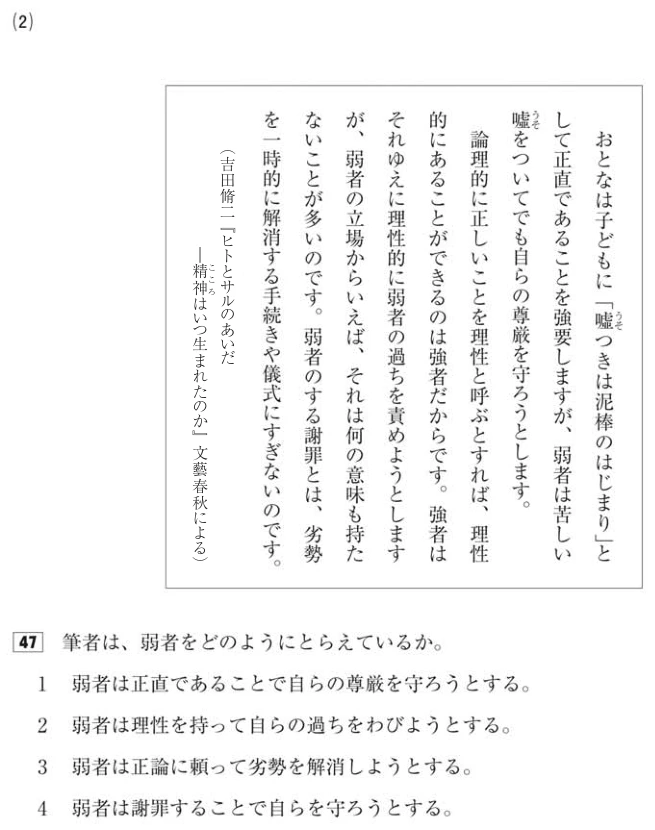 (2)
おとなは子どもに「嘘つきは泥棒のはじまり」と
して正直であることを強要しますが、弱者は苦しい
嘘をついてでも自らの尊厳を守ろうとします。
論理的に正しいことを理性と呼ぶとすれば、理性
的にあることができるのは強者だからです。強者は
それゆえに理性的に弱者の過ちを責めようとします
が、弱者の立場からいえば、それは何の意味も持た
ないことが多いのです。弱者のする謝罪とは、劣勢
を一時的に解消する手続きや儀式にすぎないのです。
（吉田脩二『ヒトとサルのあいだ
―精神はいつ生まれたのか』文藝春秋による）
47 筆者は、弱者をどのようにとらえているか。
1 弱者は正直であることで自らの尊厳を守ろうとする。
2 弱者は理性を持って自らの過ちをわびようとする。
3 弱者は正論に頼って劣勢を解消しようとする。
4 弱者は謝罪することで自らを守ろうとする。